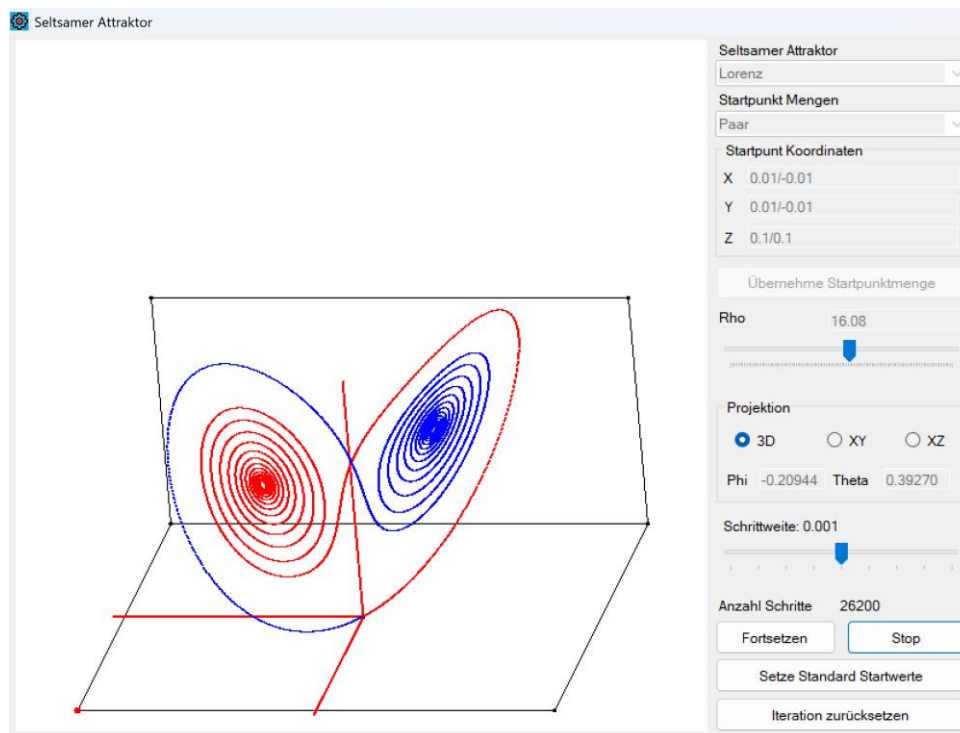 Seltsamer Attraktor
Seltsamer Attraktor
Lorenz
Startpunkt Mengen
Paar
Startpunt Koordinaten
X 0.01/-0.01
Y 0.01/-0.01
Z 0.1/0.1
Übernehme Startpunktmenge
Rho 16.08
Projektion
3D XY XZ
Phi -0.20944 Theta 0.39270
Schrittweite: 0.001
Anzahl Schritte 26200
Fortsetzen Stop
Setze Standard Startwerte
Iteration zurücksetzen